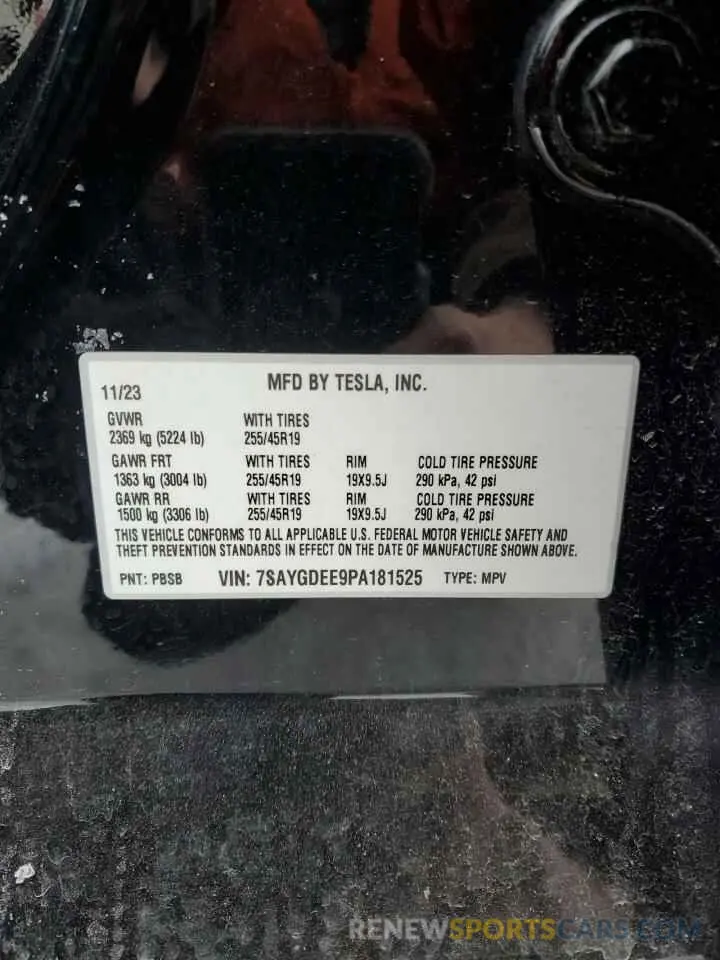 MFD BY TESLA, INC.
11/23
GVWR WITH TIRES
2369 kg (5224 lb) 255/45R19
GAWR FRT WITH TIRES RIM COLD TIRE PRESSURE
1363 kg (3004 lb) 255/45R19 19X9.5J 290 kPa, 42 psi
GAWR RR WITH TIRES RIM COLD TIRE PRESSURE
1500 kg (3306 lb) 255/45R19 19X9.5J 290 kPa, 42 psi
THIS VEHICLE CONFORMS TO ALL APPLICABLE U.S. FEDERAL MOTOR VEHICLE SAFETY AND
THEFT PREVENTION STANDARDS IN EFFECT ON THE DATE OF MANUFACTURE SHOWN ABOVE.
PNT: PBSB VIN: 7SAYGDEE9PA181525 TYPE: MPV
RENEWSPORTSCARS.COM